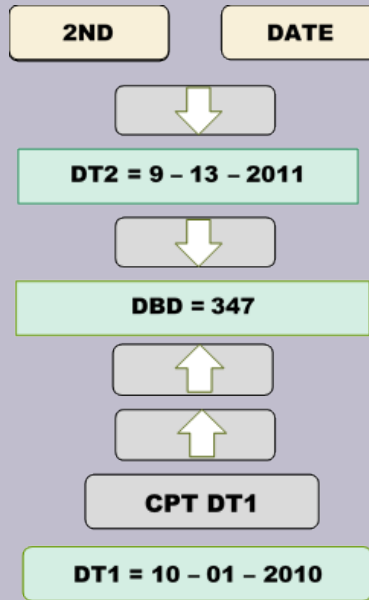 2ND DATE
DT2 = 9 – 13 – 2011
DBD = 347
CPT DT1
DT1 = 10 – 01 – 2010